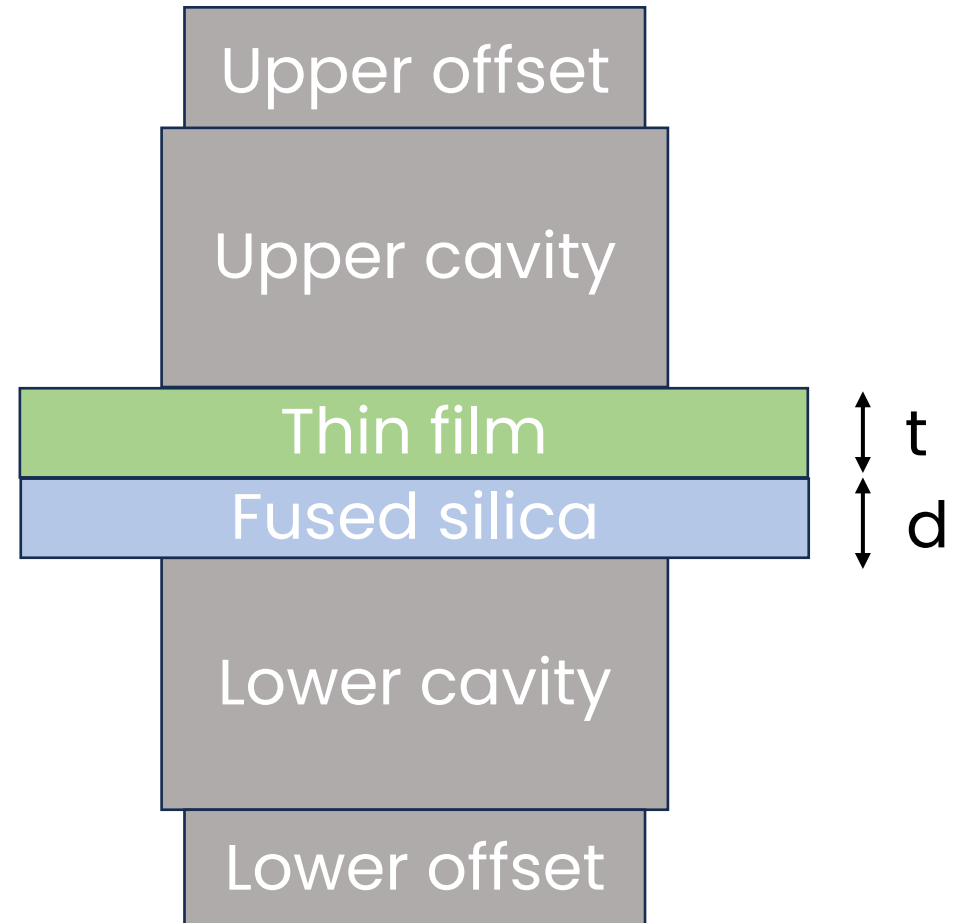 Upper offset
Upper cavity
Thin film
t
Fused silica
d
Lower cavity
Lower offset